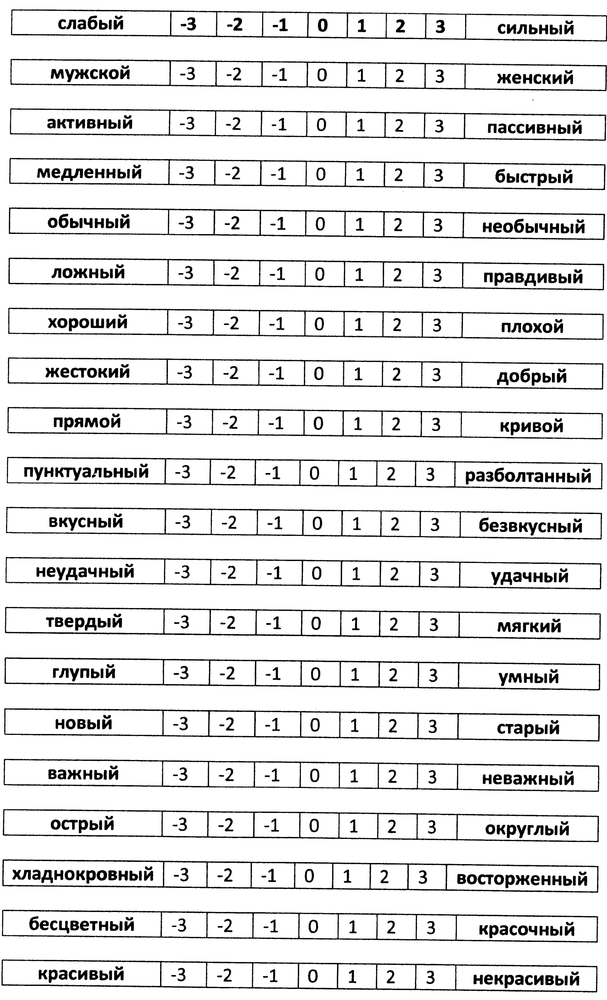 слабый -3 -2 -1 0 1 2 3 сильный
мужской -3 -2 -1 0 1 2 3 женский
активный -3 -2 -1 0 1 2 3 пассивный
медленный -3 -2 -1 0 1 2 3 быстрый
обычный -3 -2 -1 0 1 2 3 необычный
ложный -3 -2 -1 0 1 2 3 правдивый
хороший -3 -2 -1 0 1 2 3 плохой
жестокий -3 -2 -1 0 1 2 3 добрый
прямой -3 -2 -1 0 1 2 3 кривой
пунктуальный -3 -2 -1 0 1 2 3 разболтанный
вкусный -3 -2 -1 0 1 2 3 безвкусный
неудачный -3 -2 -1 0 1 2 3 удачный
твердый -3 -2 -1 0 1 2 3 мягкий
глупый -3 -2 -1 0 1 2 3 умный
новый -3 -2 -1 0 1 2 3 старый
важный -3 -2 -1 0 1 2 3 неважный
острый -3 -2 -1 0 1 2 3 округлый
хладнокровный -3 -2 -1 0 1 2 3 восторженный
бесцветный -3 -2 -1 0 1 2 3 красочный
красивый -3 -2 -1 0 1 2 3 некрасивый